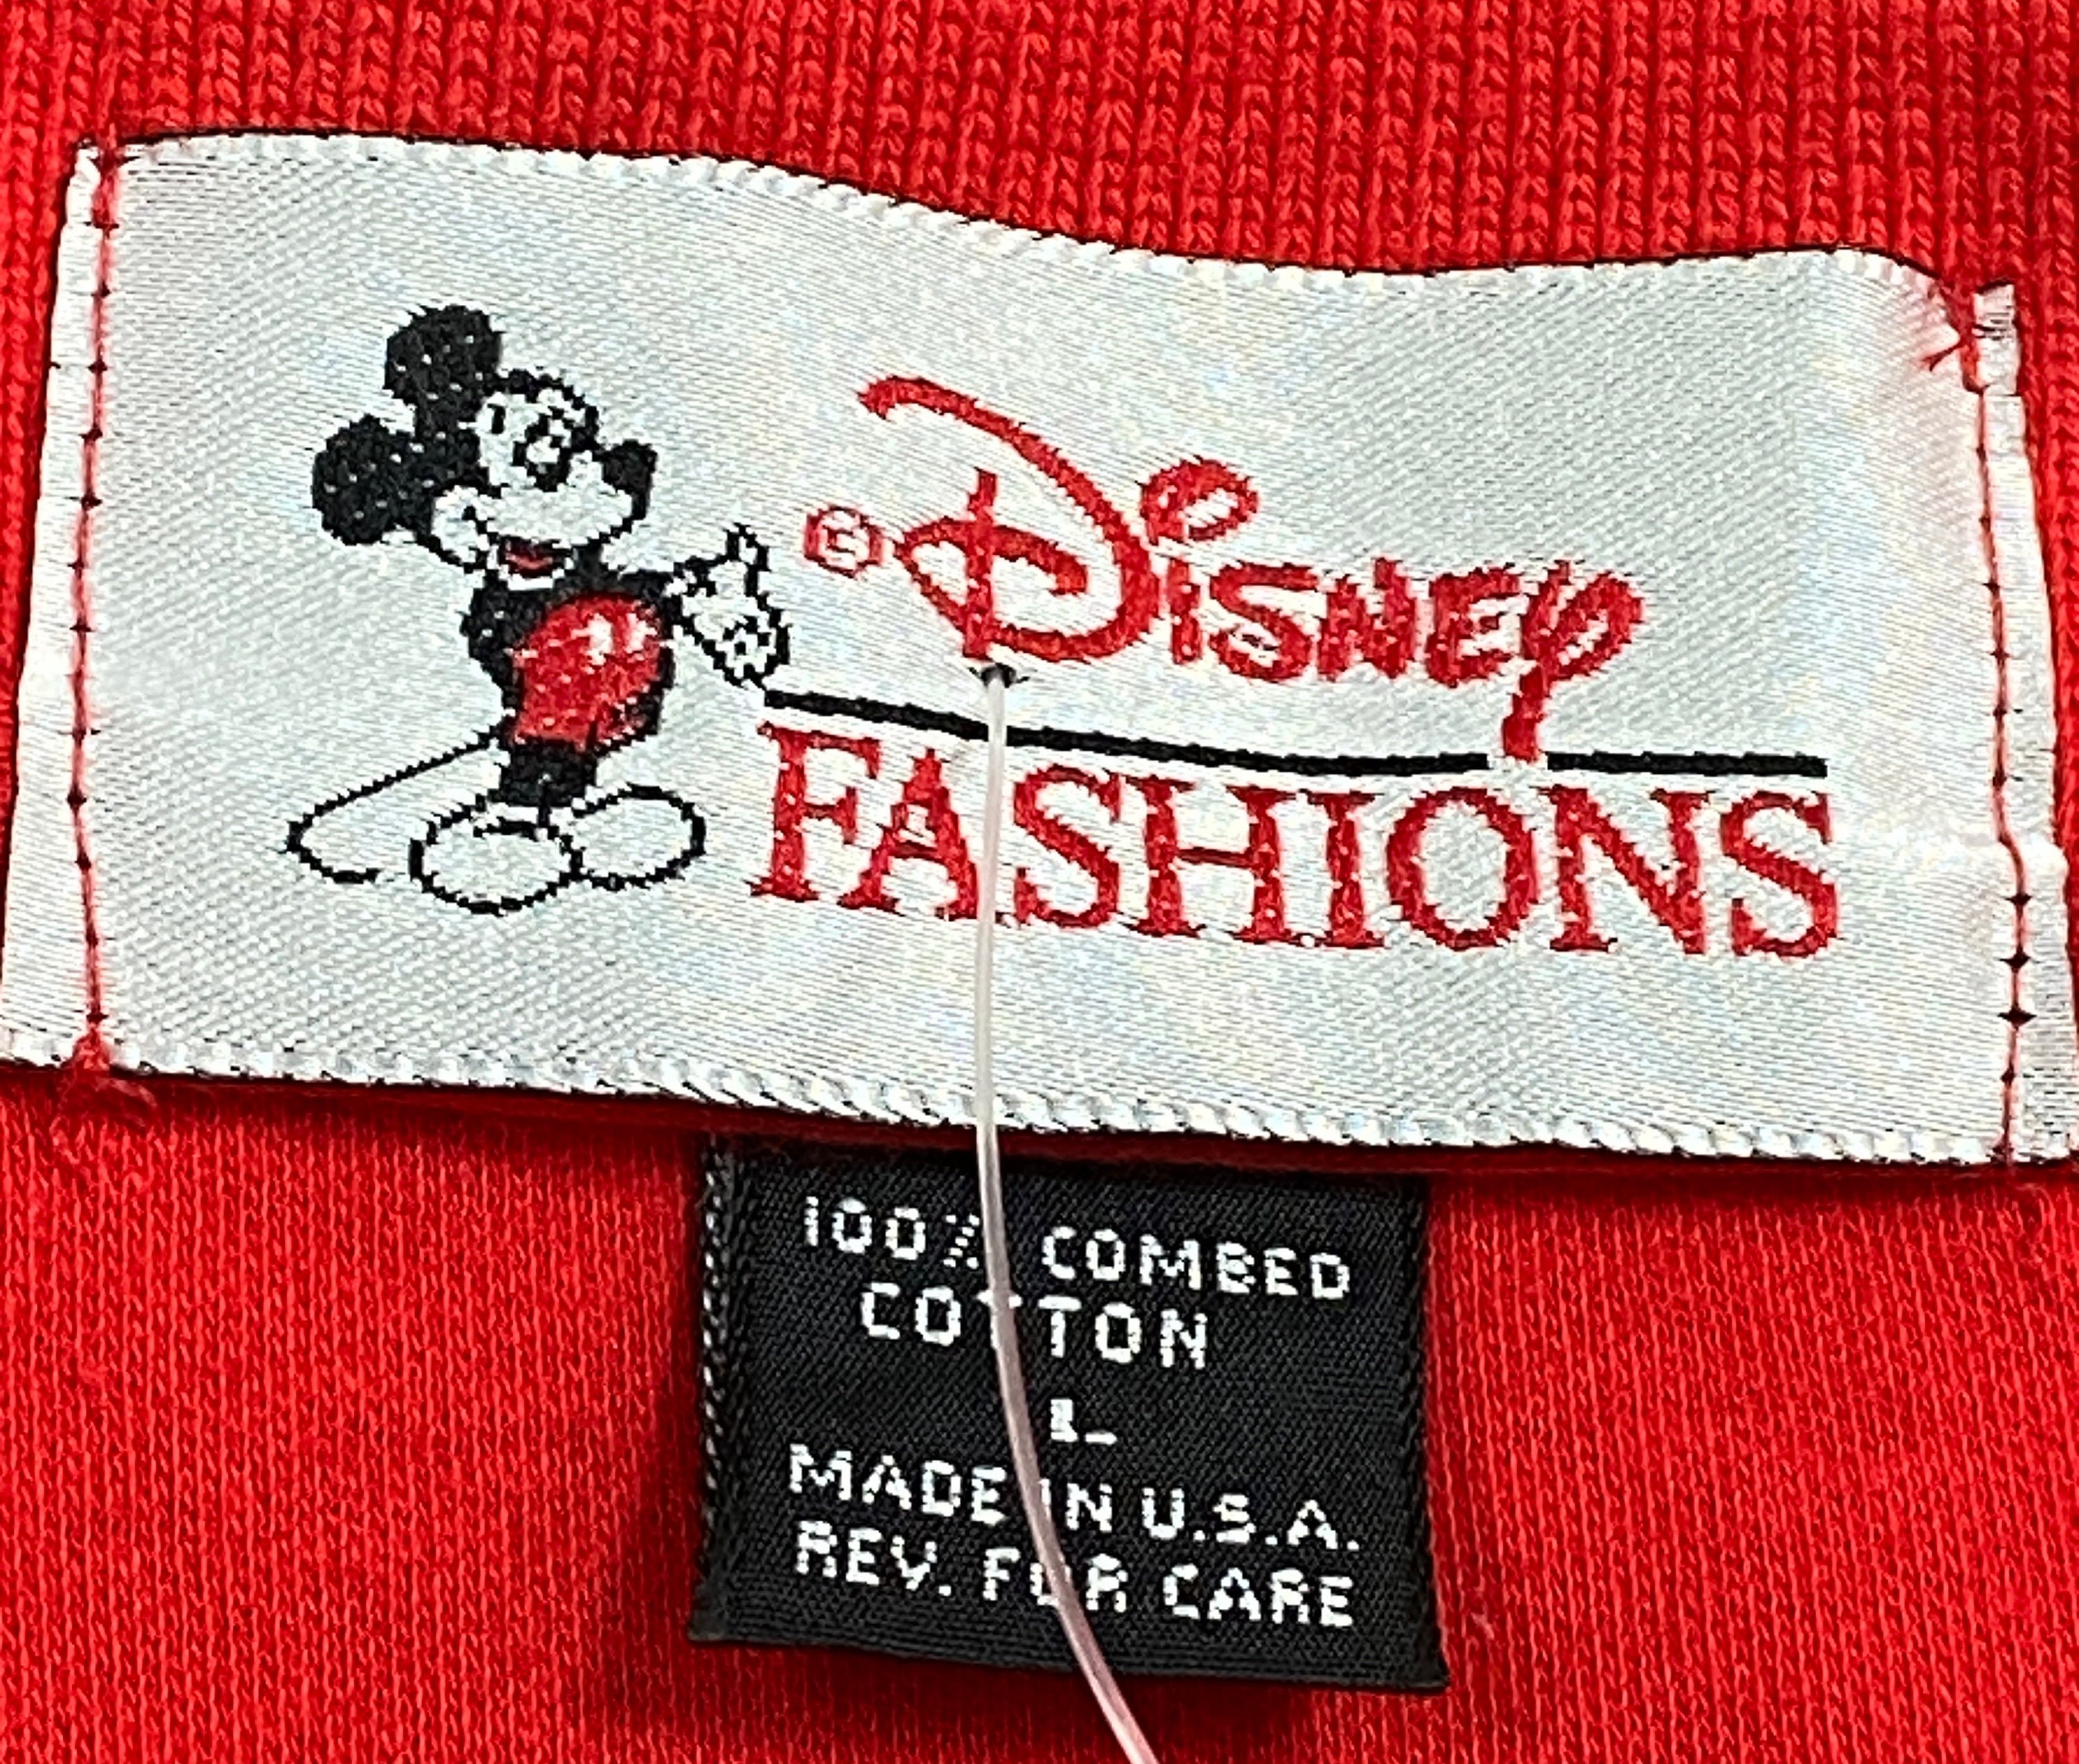 © Disney
FASHIONS
100% COMBED
COTTON
L
MADE IN U.S.A.
REV. FOR CARE